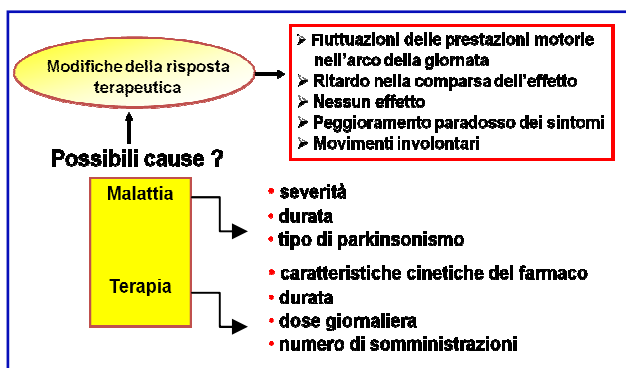 Modifiche della risposta
terapeutica
➢ Fluttuazioni delle prestazioni motorie
nell'arco della giornata
➢ Ritardo nella comparsa dell'effetto
➢ Nessun effetto
➢ Peggioramento paradosso dei sintomi
➢ Movimenti involontari
Possibili cause ?
Malattia
• severità
• durata
• tipo di parkinsonismo
Terapia
• caratteristiche cinetiche del farmaco
• durata
• dose giornaliera
• numero di somministrazioni